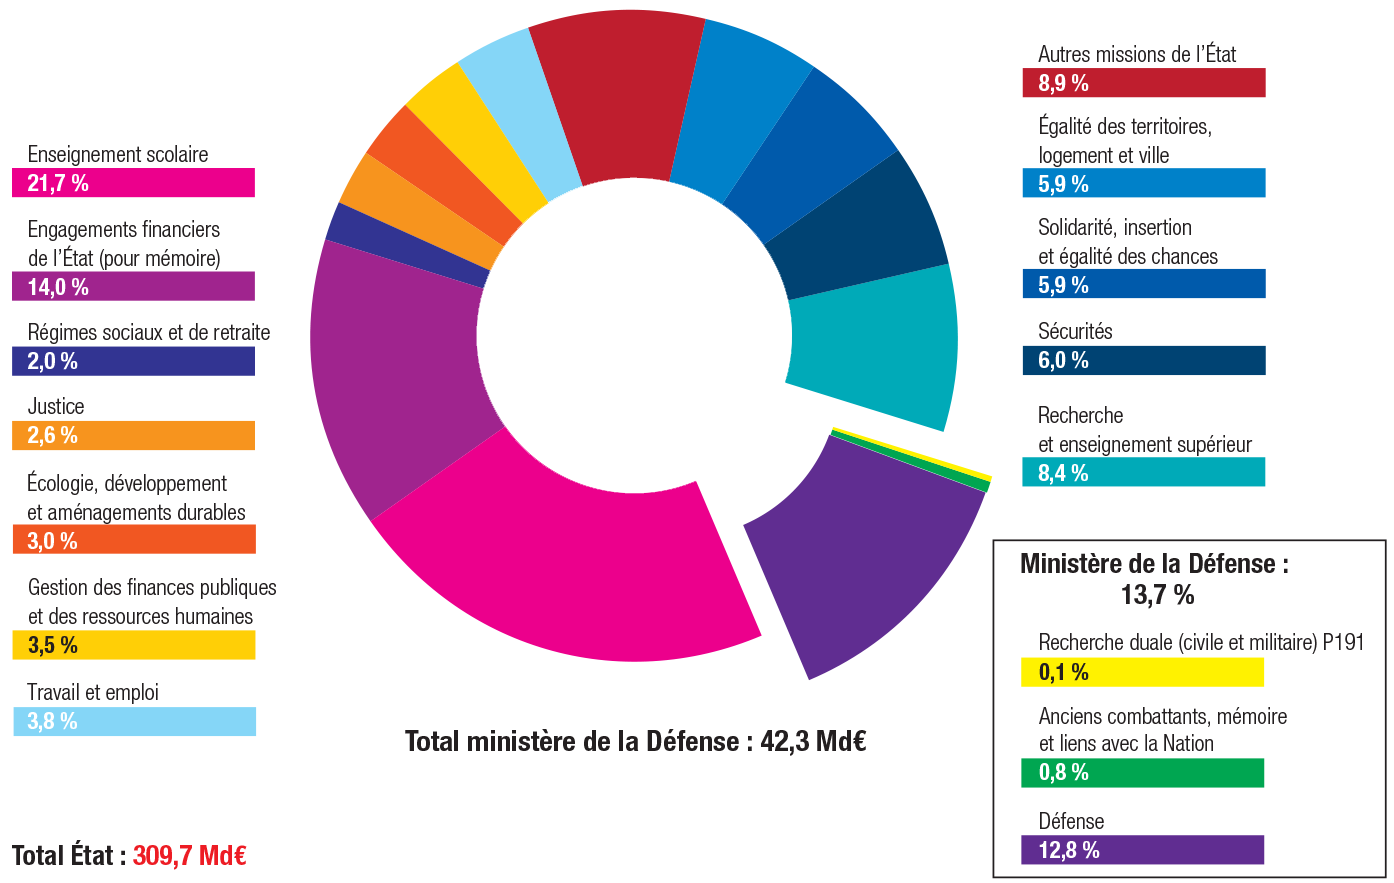 Enseignement scolaire
21,7 %
Engagements financiers
de l’État (pour mémoire)
14,0 %
Régimes sociaux et de retraite
2,0 %
Justice
2,6 %
Écologie, développement
et aménagements durables
3,0 %
Gestion des finances publiques
et des ressources humaines
3,5 %
Travail et emploi
3,8 %
Total État : 309,7 Md€
Total ministère de la Défense : 42,3 Md€
Autres missions de l’État
8,9 %
Égalité des territoires,
logement et ville
5,9 %
Solidarité, insertion
et égalité des chances
5,9 %
Sécurités
6,0 %
Recherche
et enseignement supérieur
8,4 %
Ministère de la Défense :
13,7 %
Recherche duale (civile et militaire) P191
0,1 %
Anciens combattants, mémoire
et liens avec la Nation
0,8 %
Défense
12,8 %